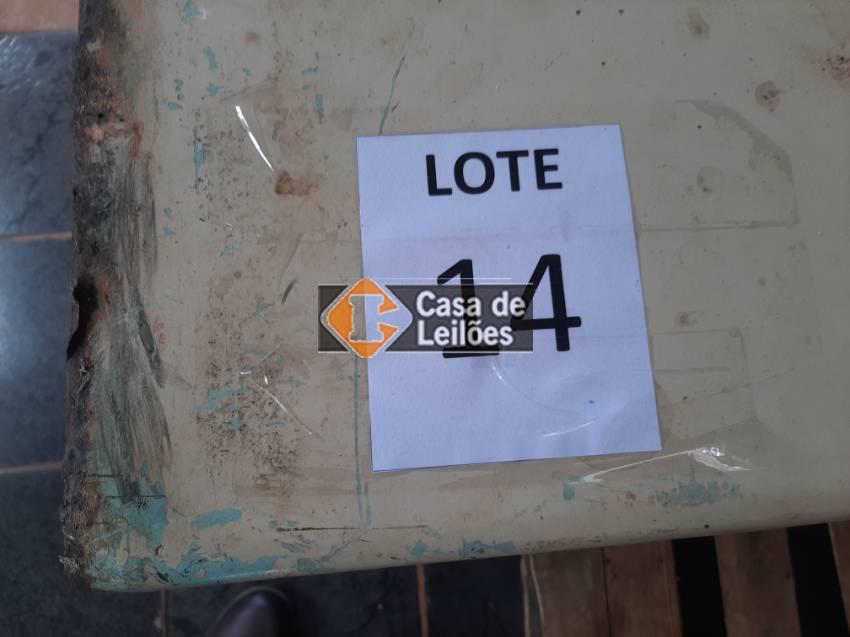 LOTE
14
Casa de
Leilões